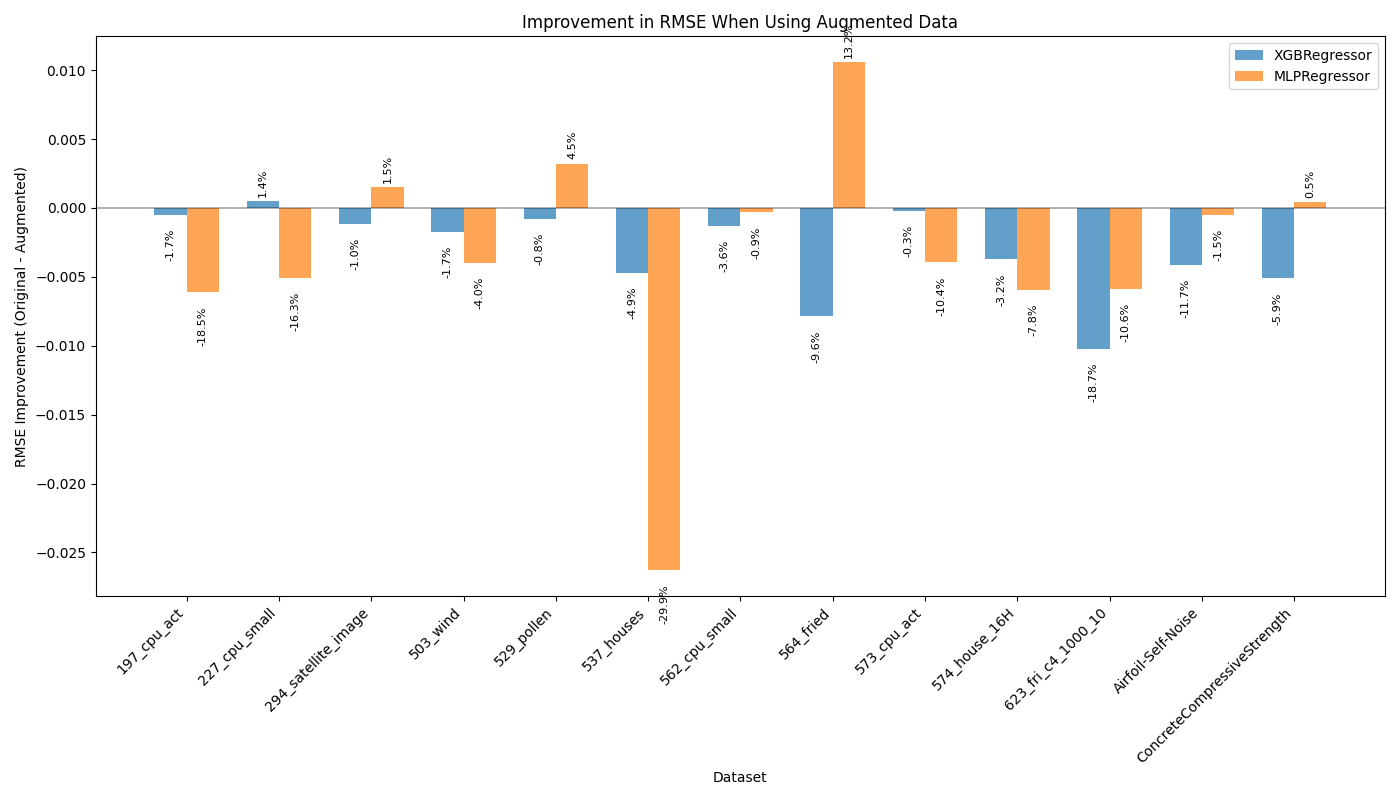 Improvement in RMSE When Using Augmented Data
XGBRegressor
MLPRegressor
RMSE Improvement (Original - Augmented)
0.010
0.005
0.000
−0.005
−0.010
−0.015
−0.020
−0.025
-1.7%
-18.5%
1.4%
-16.3%
-1.0%
1.5%
-1.7%
-4.0%
-0.8%
4.5%
-4.9%
-29.9%
-3.6%
-0.9%
-9.6%
13.2%
-0.3%
-10.4%
-3.2%
-7.8%
-18.7%
-10.6%
-11.7%
-1.5%
-5.9%
0.5%
197_cpu_act
227_cpu_small
294_satellite_image
503_wind
529_pollen
537_houses
562_cpu_small
564_fried
573_cpu_act
574_house_16H
623_fri_c4_1000_10
Airfoil-Self-Noise
ConcreteCompressiveStrength
Dataset